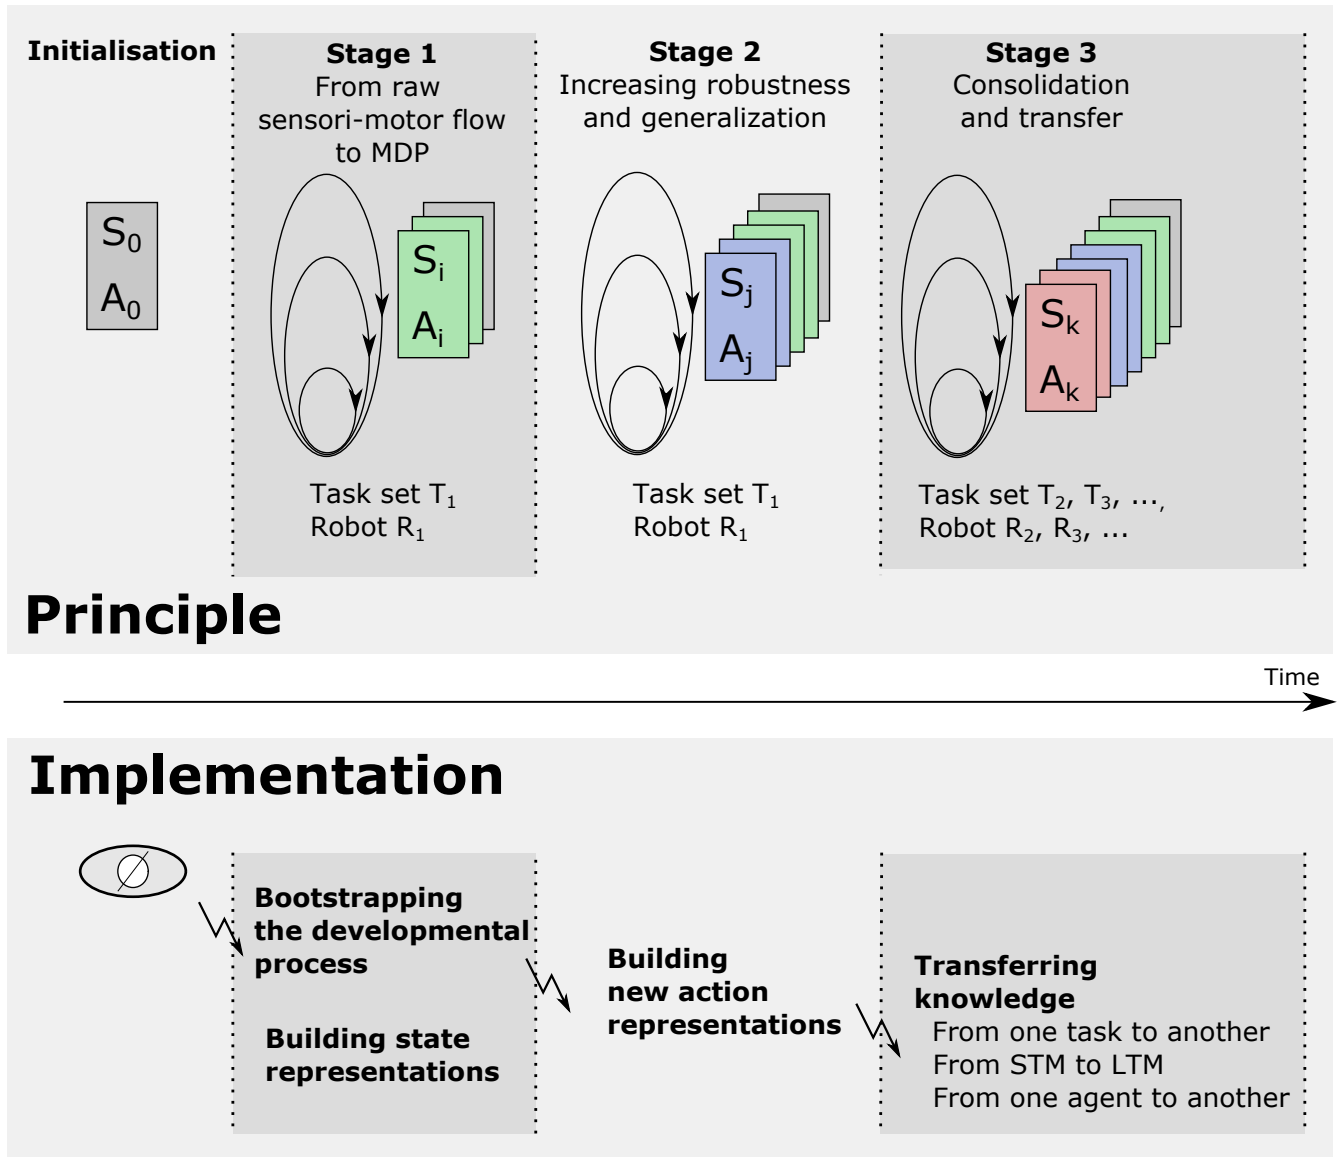 Initialisation
Stage 1
From raw
sensori-motor flow
to MDP
Stage 2
Increasing robustness
and generalization
Stage 3
Consolidation
and transfer
S0
A0
Si
Ai
Sj
Aj
Sk
Ak
Task set T1
Robot R1
Task set T1
Robot R1
Task set T2, T3, ...,
Robot R2, R3, ...
Principle
Time
Implementation
Bootstrapping
the developmental
process
Building state
representations
Building
new action
representations
Transferring
knowledge
From one task to another
From STM to LTM
From one agent to another